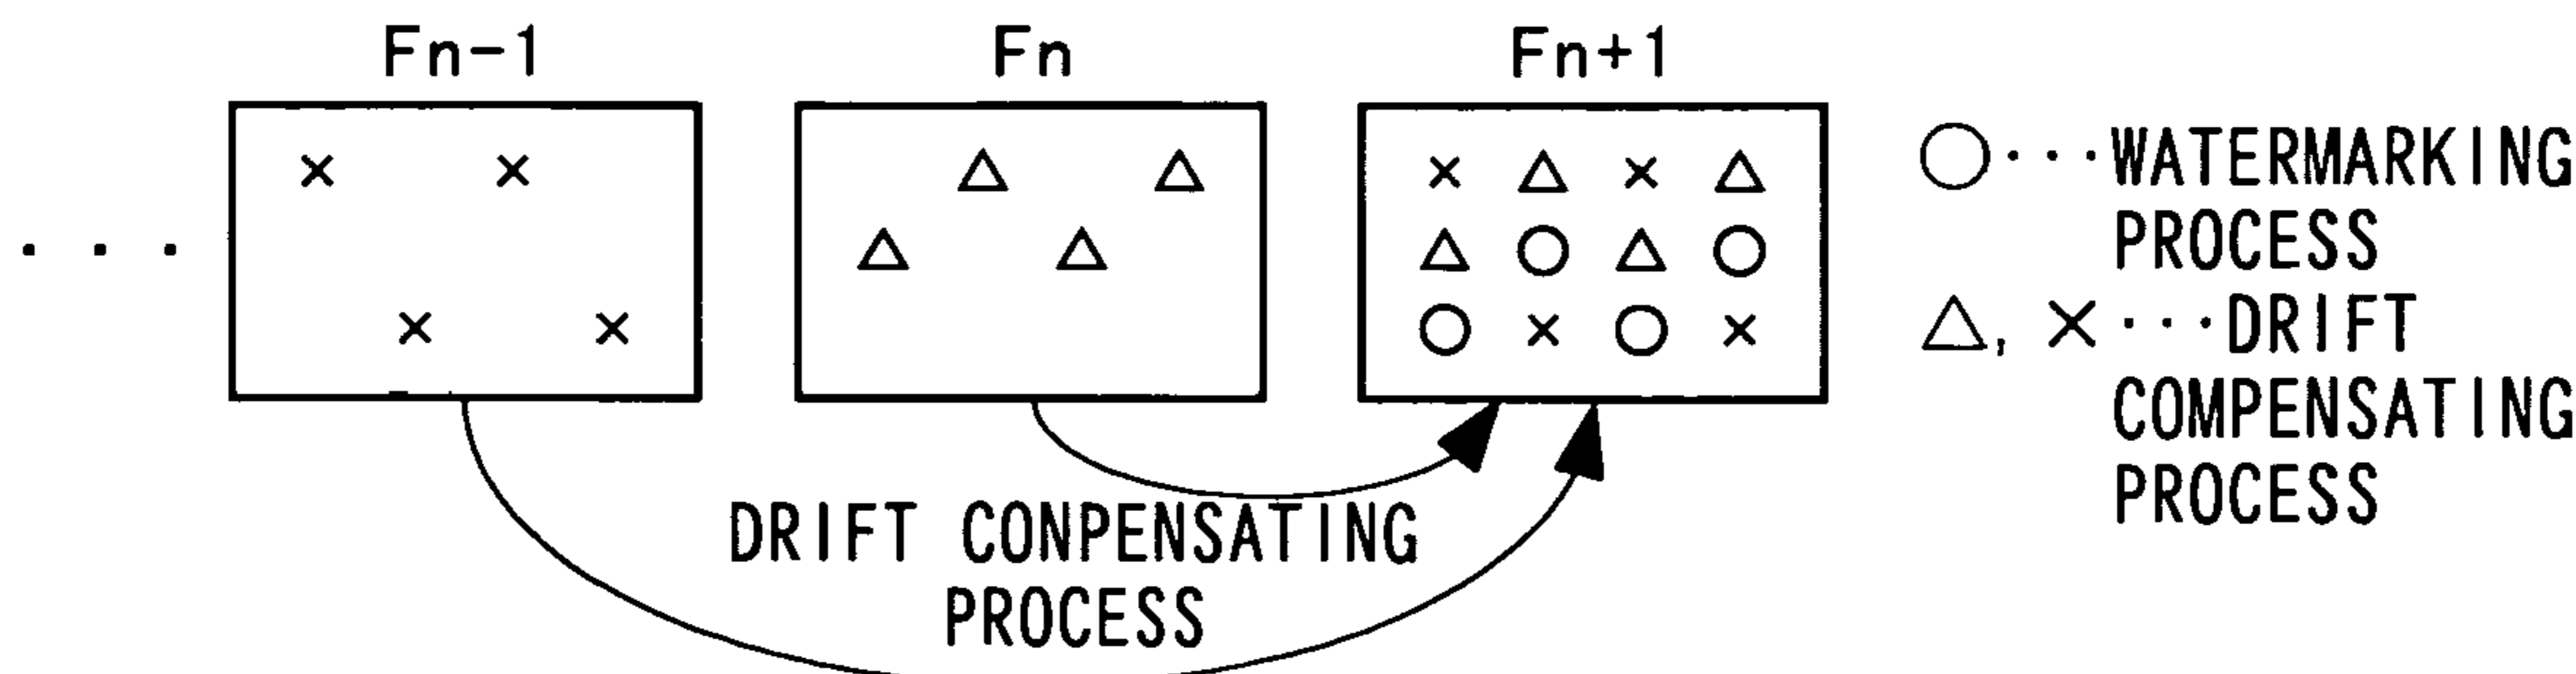 Fn-1
Fn
Fn+1
· · ·
○···WATERMARKING
PROCESS
△, ×···DRIFT
COMPENSATING
PROCESS
DRIFT CONPENSATING
PROCESS